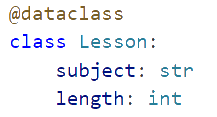 @dataclass
class Lesson:
    subject: str
    length: int